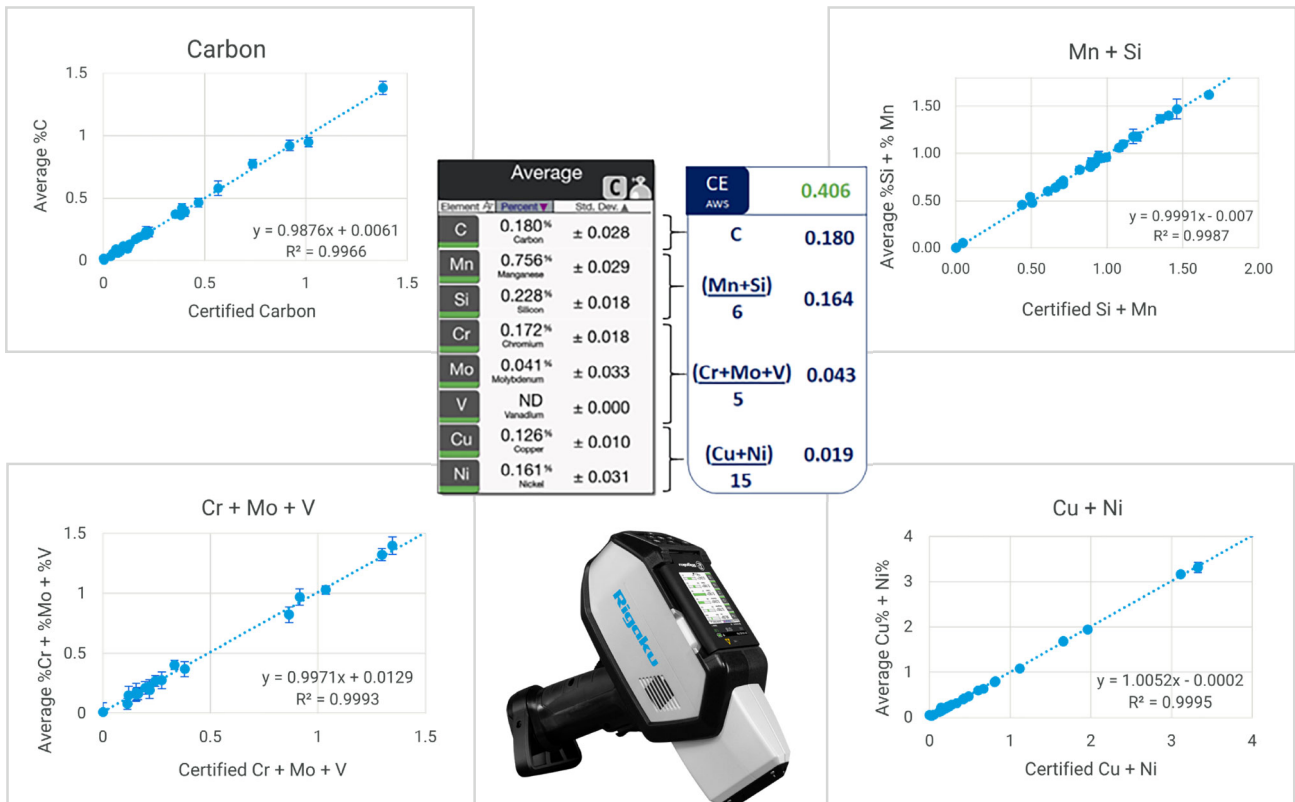 Carbon
1.5
1
0.5
0
0
0.5
1
1.5
Average %C
y = 0.9876x + 0.0061
R² = 0.9966
Certified Carbon
Mn + Si
1.50
1.00
0.50
0.00
0.00
0.50
1.00
1.50
2.00
Average %Si + % Mn
y = 0.9991x - 0.007
R² = 0.9987
Certified Si + Mn
Average
C
Element
Percent▼
Std. Dev. ▲
C
0.180%
Carbon
± 0.028
Mn
0.756%
Manganese
± 0.029
Si
0.228%
Silicon
± 0.018
Cr
0.172%
Chromium
± 0.018
Mo
0.041%
Molybdenum
± 0.033
V
ND
Vanadium
± 0.000
Cu
0.126%
Copper
± 0.010
Ni
0.161%
Nickel
± 0.031
CE
AWS
0.406
C
0.180
(Mn+Si)
6
0.164
(Cr+Mo+V)
5
0.043
(Cu+Ni)
15
0.019
Cr + Mo + V
1.5
1
0.5
0
0
0.5
1
1.5
Average %Cr + %Mo + %V
y = 0.9971x + 0.0129
R² = 0.9993
Certified Cr + Mo + V
Rigaku
Cu + Ni
4
3
2
1
0
0
1
2
3
4
Average Cu% + Ni%
y = 1.0052x - 0.0002
R² = 0.9995
Certified Cu + Ni